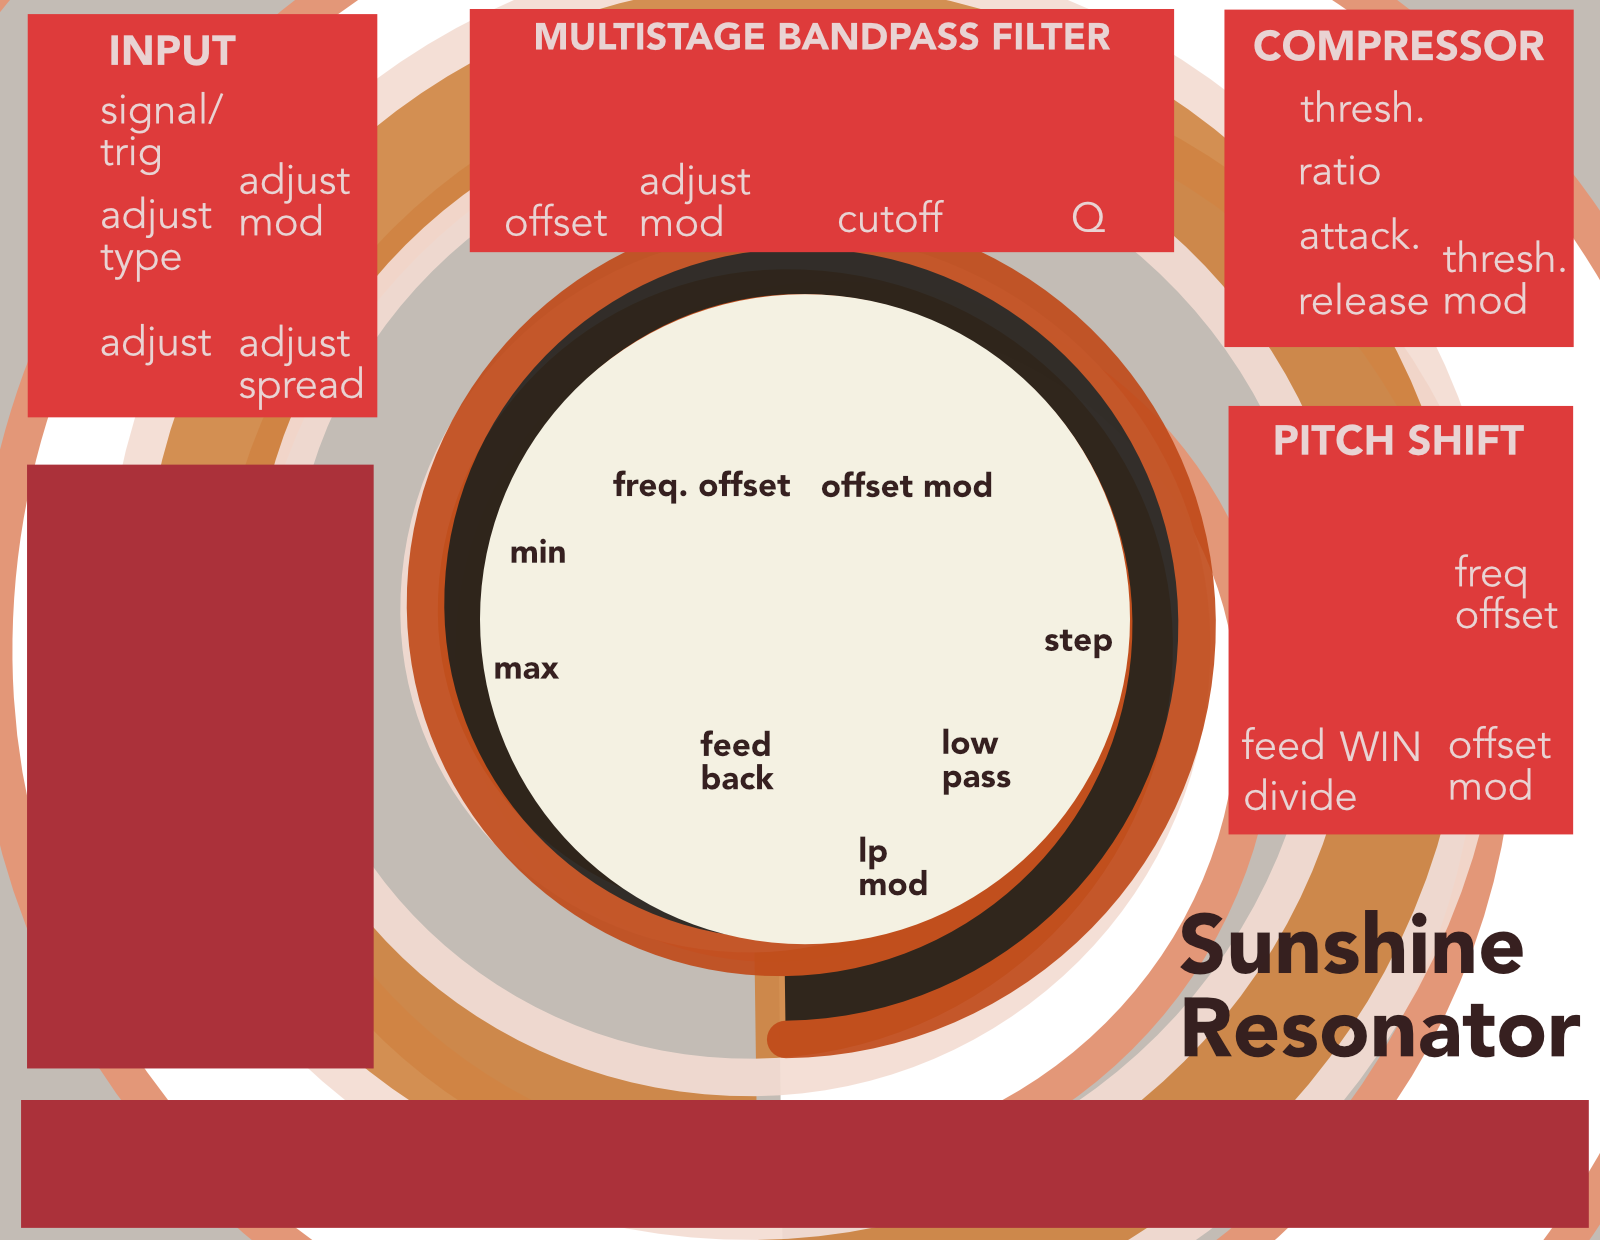 INPUT
signal/
trig
adjust
mod
adjust
type
adjust
adjust
spread
MULTISTAGE BANDPASS FILTER
offset
adjust
mod
cutoff
Q
COMPRESSOR
thresh.
ratio
attack.
release
thresh.
mod
freq. offset
offset mod
min
max
step
feed
back
low
pass
lp
mod
PITCH SHIFT
freq
offset
feed WIN
divide
offset
mod
Sunshine
Resonator